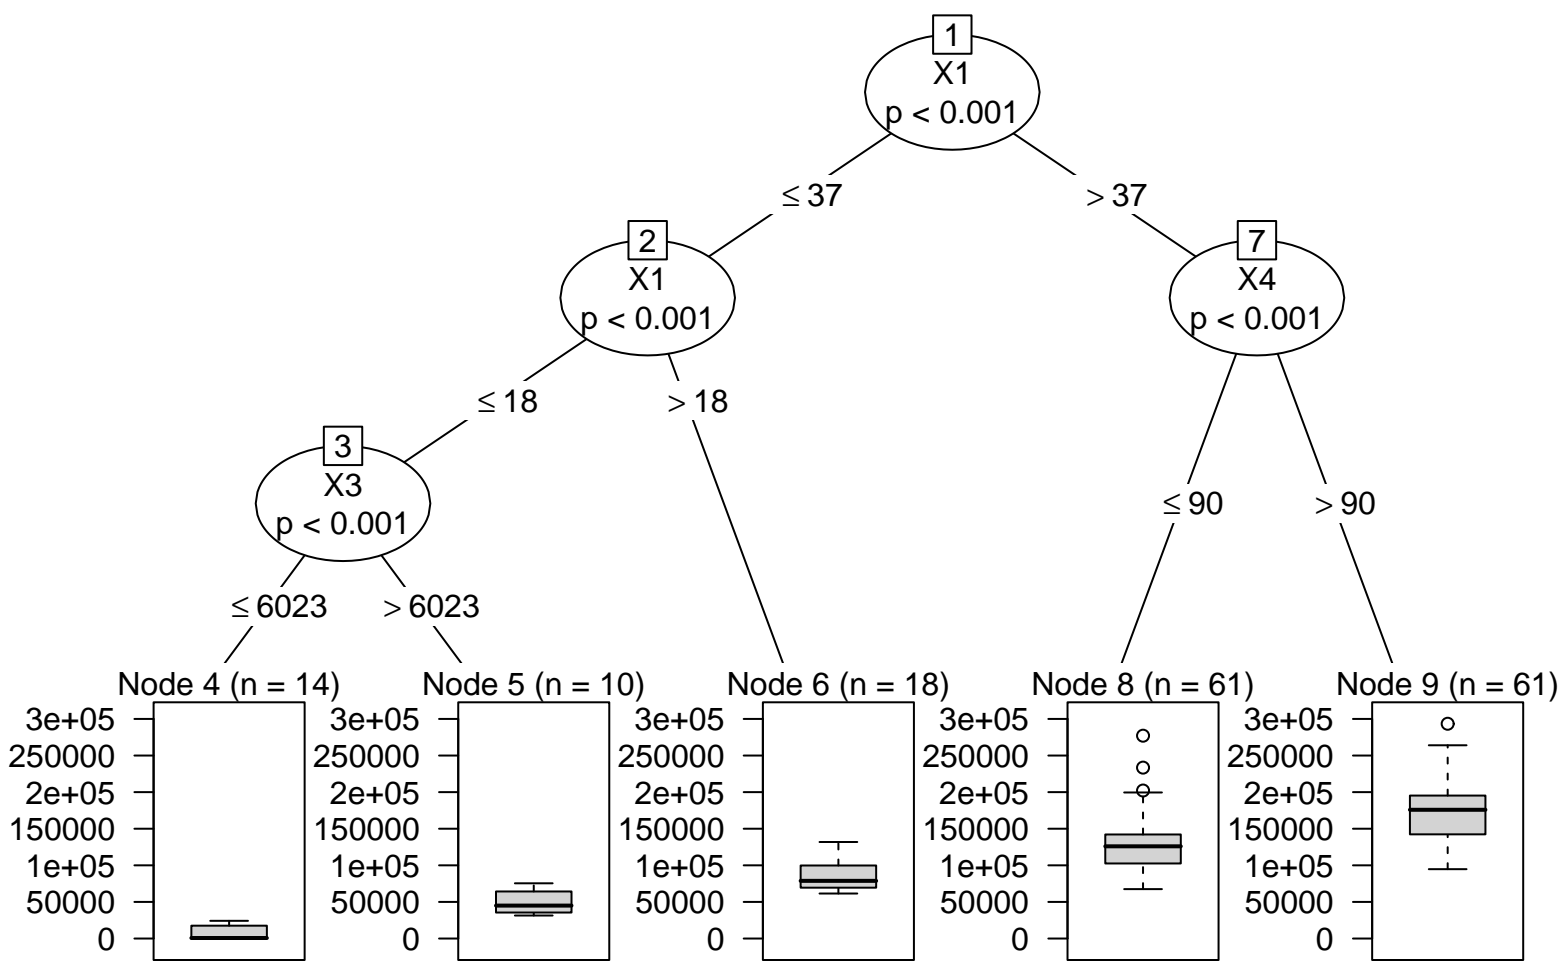 1
X1
p < 0.001
≤ 37
> 37
2
X1
p < 0.001
7
X4
p < 0.001
≤ 18
> 18
3
X3
p < 0.001
≤ 90
> 90
≤ 6023
> 6023
Node 4 (n = 14)
3e+05
250000
2e+05
150000
1e+05
50000
0
Node 5 (n = 10)
3e+05
250000
2e+05
150000
1e+05
50000
0
Node 6 (n = 18)
3e+05
250000
2e+05
150000
1e+05
50000
0
Node 8 (n = 61)
3e+05
250000
2e+05
150000
1e+05
50000
0
Node 9 (n = 61)
3e+05
250000
2e+05
150000
1e+05
50000
0